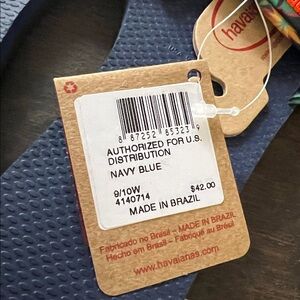 havaianas
8 87252 85323 9
AUTHORIZED FOR U.S.
DISTRIBUTION
NAVY BLUE
9/10W $42.00
4140714
MADE IN BRAZIL
Fabricado no Brasil – MADE IN BRAZIL
Hecho en Brasil – Fabriqué au Brésil
www.havaianas.com